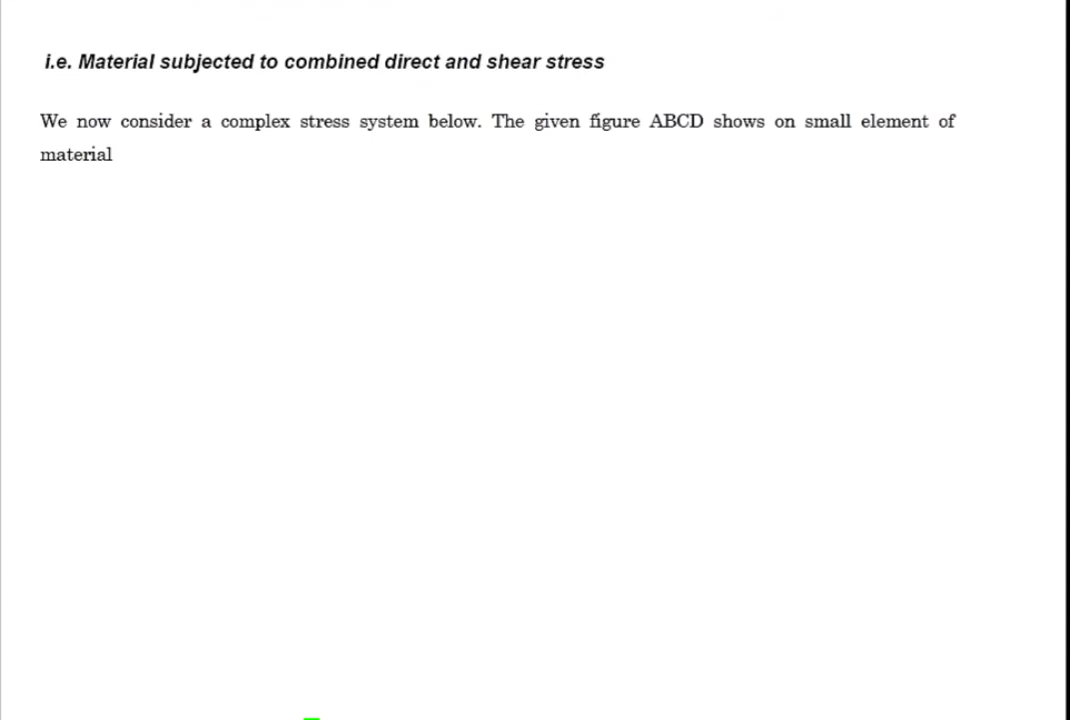 i.e. Material subjected to combined direct and shear stress
We now consider a complex stress system below. The given figure ABCD shows on small element of
material